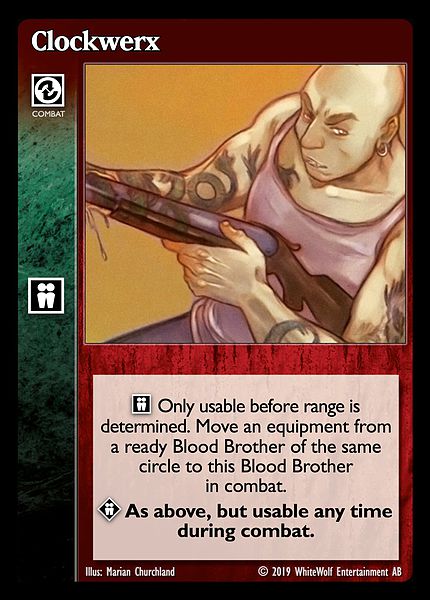 Clockwerx
COMBAT
Only usable before range is
determined. Move an equipment from
a ready Blood Brother of the same
circle to this Blood Brother
in combat.
As above, but usable any time
during combat.
Illus: Marian Churchland © 2019 WhiteWolf Entertainment AB